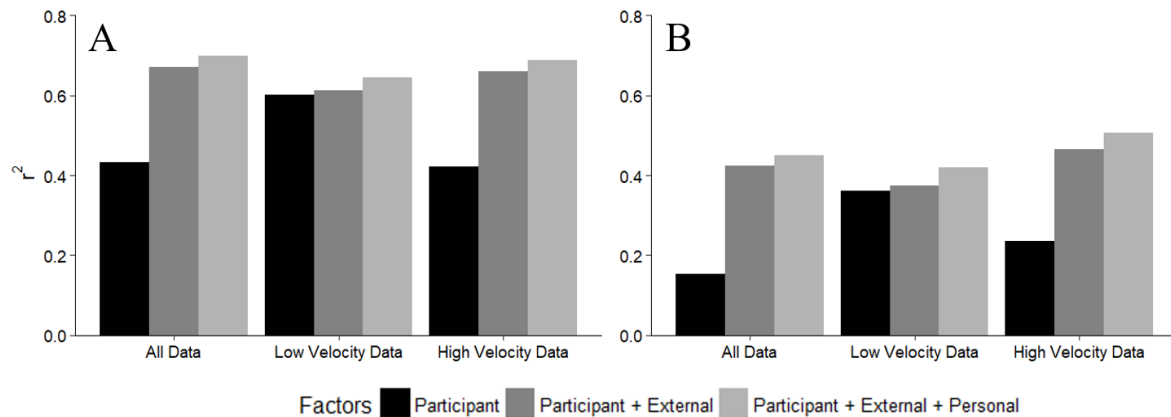 A
0.8
0.6
0.4
0.2
0.0
r²
All Data
Low Velocity Data
High Velocity Data
B
0.8
0.6
0.4
0.2
0.0
All Data
Low Velocity Data
High Velocity Data
Factors Participant Participant + External Participant + External + Personal